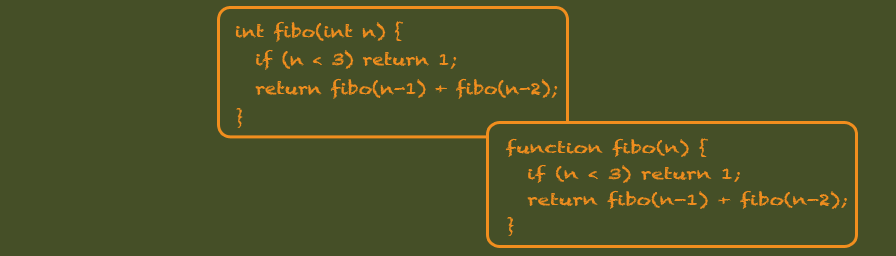 int fibo(int n) {
if (n < 3) return 1;
return fibo(n-1) + fibo(n-2);
}
function fibo(n) {
if (n < 3) return 1;
return fibo(n-1) + fibo(n-2);
}